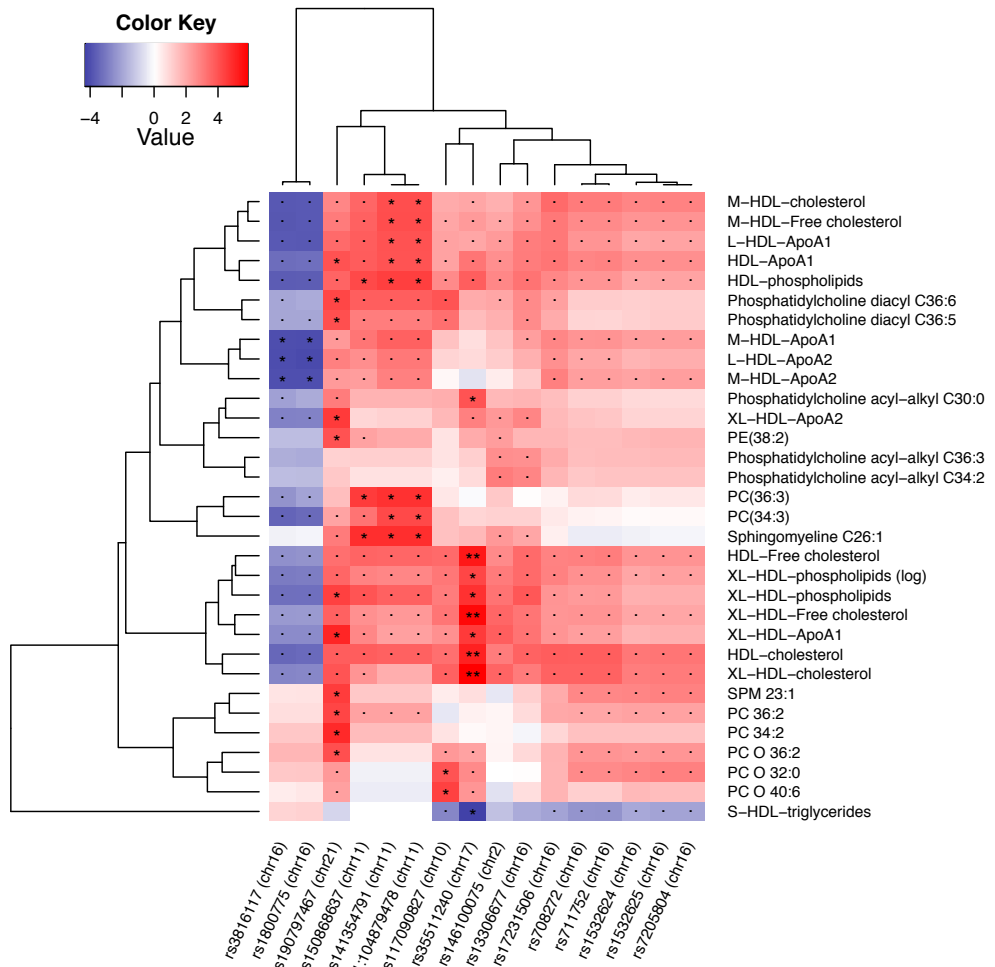 Color Key
−4 0 2 4
Value
M−HDL−cholesterol
M−HDL−Free cholesterol
L−HDL−ApoA1
HDL−ApoA1
HDL−phospholipids
Phosphatidylcholine diacyl C36:6
Phosphatidylcholine diacyl C36:5
M−HDL−ApoA1
L−HDL−ApoA2
M−HDL−ApoA2
Phosphatidylcholine acyl−alkyl C30:0
XL−HDL−ApoA2
PE(38:2)
Phosphatidylcholine acyl−alkyl C36:3
Phosphatidylcholine acyl−alkyl C34:2
PC(36:3)
PC(34:3)
Sphingomyeline C26:1
HDL−Free cholesterol
XL−HDL−phospholipids (log)
XL−HDL−phospholipids
XL−HDL−Free cholesterol
XL−HDL−ApoA1
HDL−cholesterol
XL−HDL−cholesterol
SPM 23:1
PC 36:2
PC 34:2
PC O 36:2
PC O 32:0
PC O 40:6
S−HDL−triglycerides
rs3816117 (chr16)
rs1800775 (chr16)
rs190797467 (chr21)
rs150868637 (chr11)
rs141354791 (chr11)
:104879478 (chr11)
rs117090827 (chr10)
rs35511240 (chr17)
rs146100075 (chr2)
rs13306677 (chr16)
rs17231506 (chr16)
rs708272 (chr16)
rs711752 (chr16)
rs1532624 (chr16)
rs1532625 (chr16)
rs7205804 (chr16)